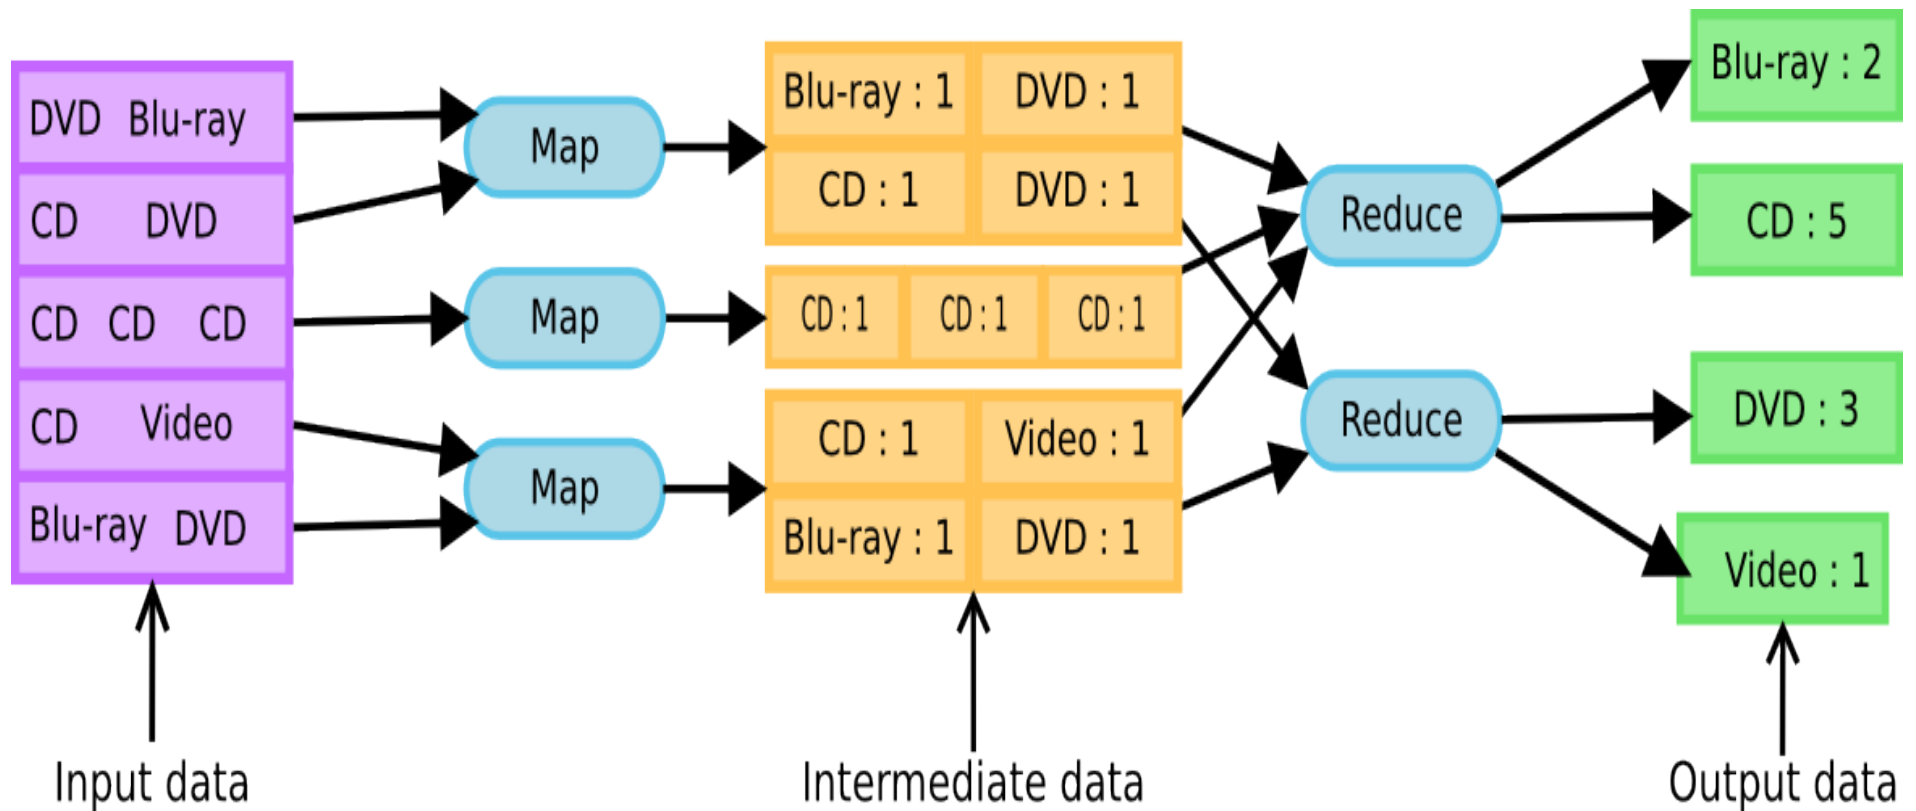 DVD Blu-ray
CD DVD
CD CD CD
CD Video
Blu-ray DVD
Input data
Map
Map
Map
Blu-ray : 1 DVD : 1
CD : 1 DVD : 1
CD : 1 CD : 1 CD : 1
CD : 1 Video : 1
Blu-ray : 1 DVD : 1
Intermediate data
Reduce
Reduce
Blu-ray : 2
CD : 5
DVD : 3
Video : 1
Output data